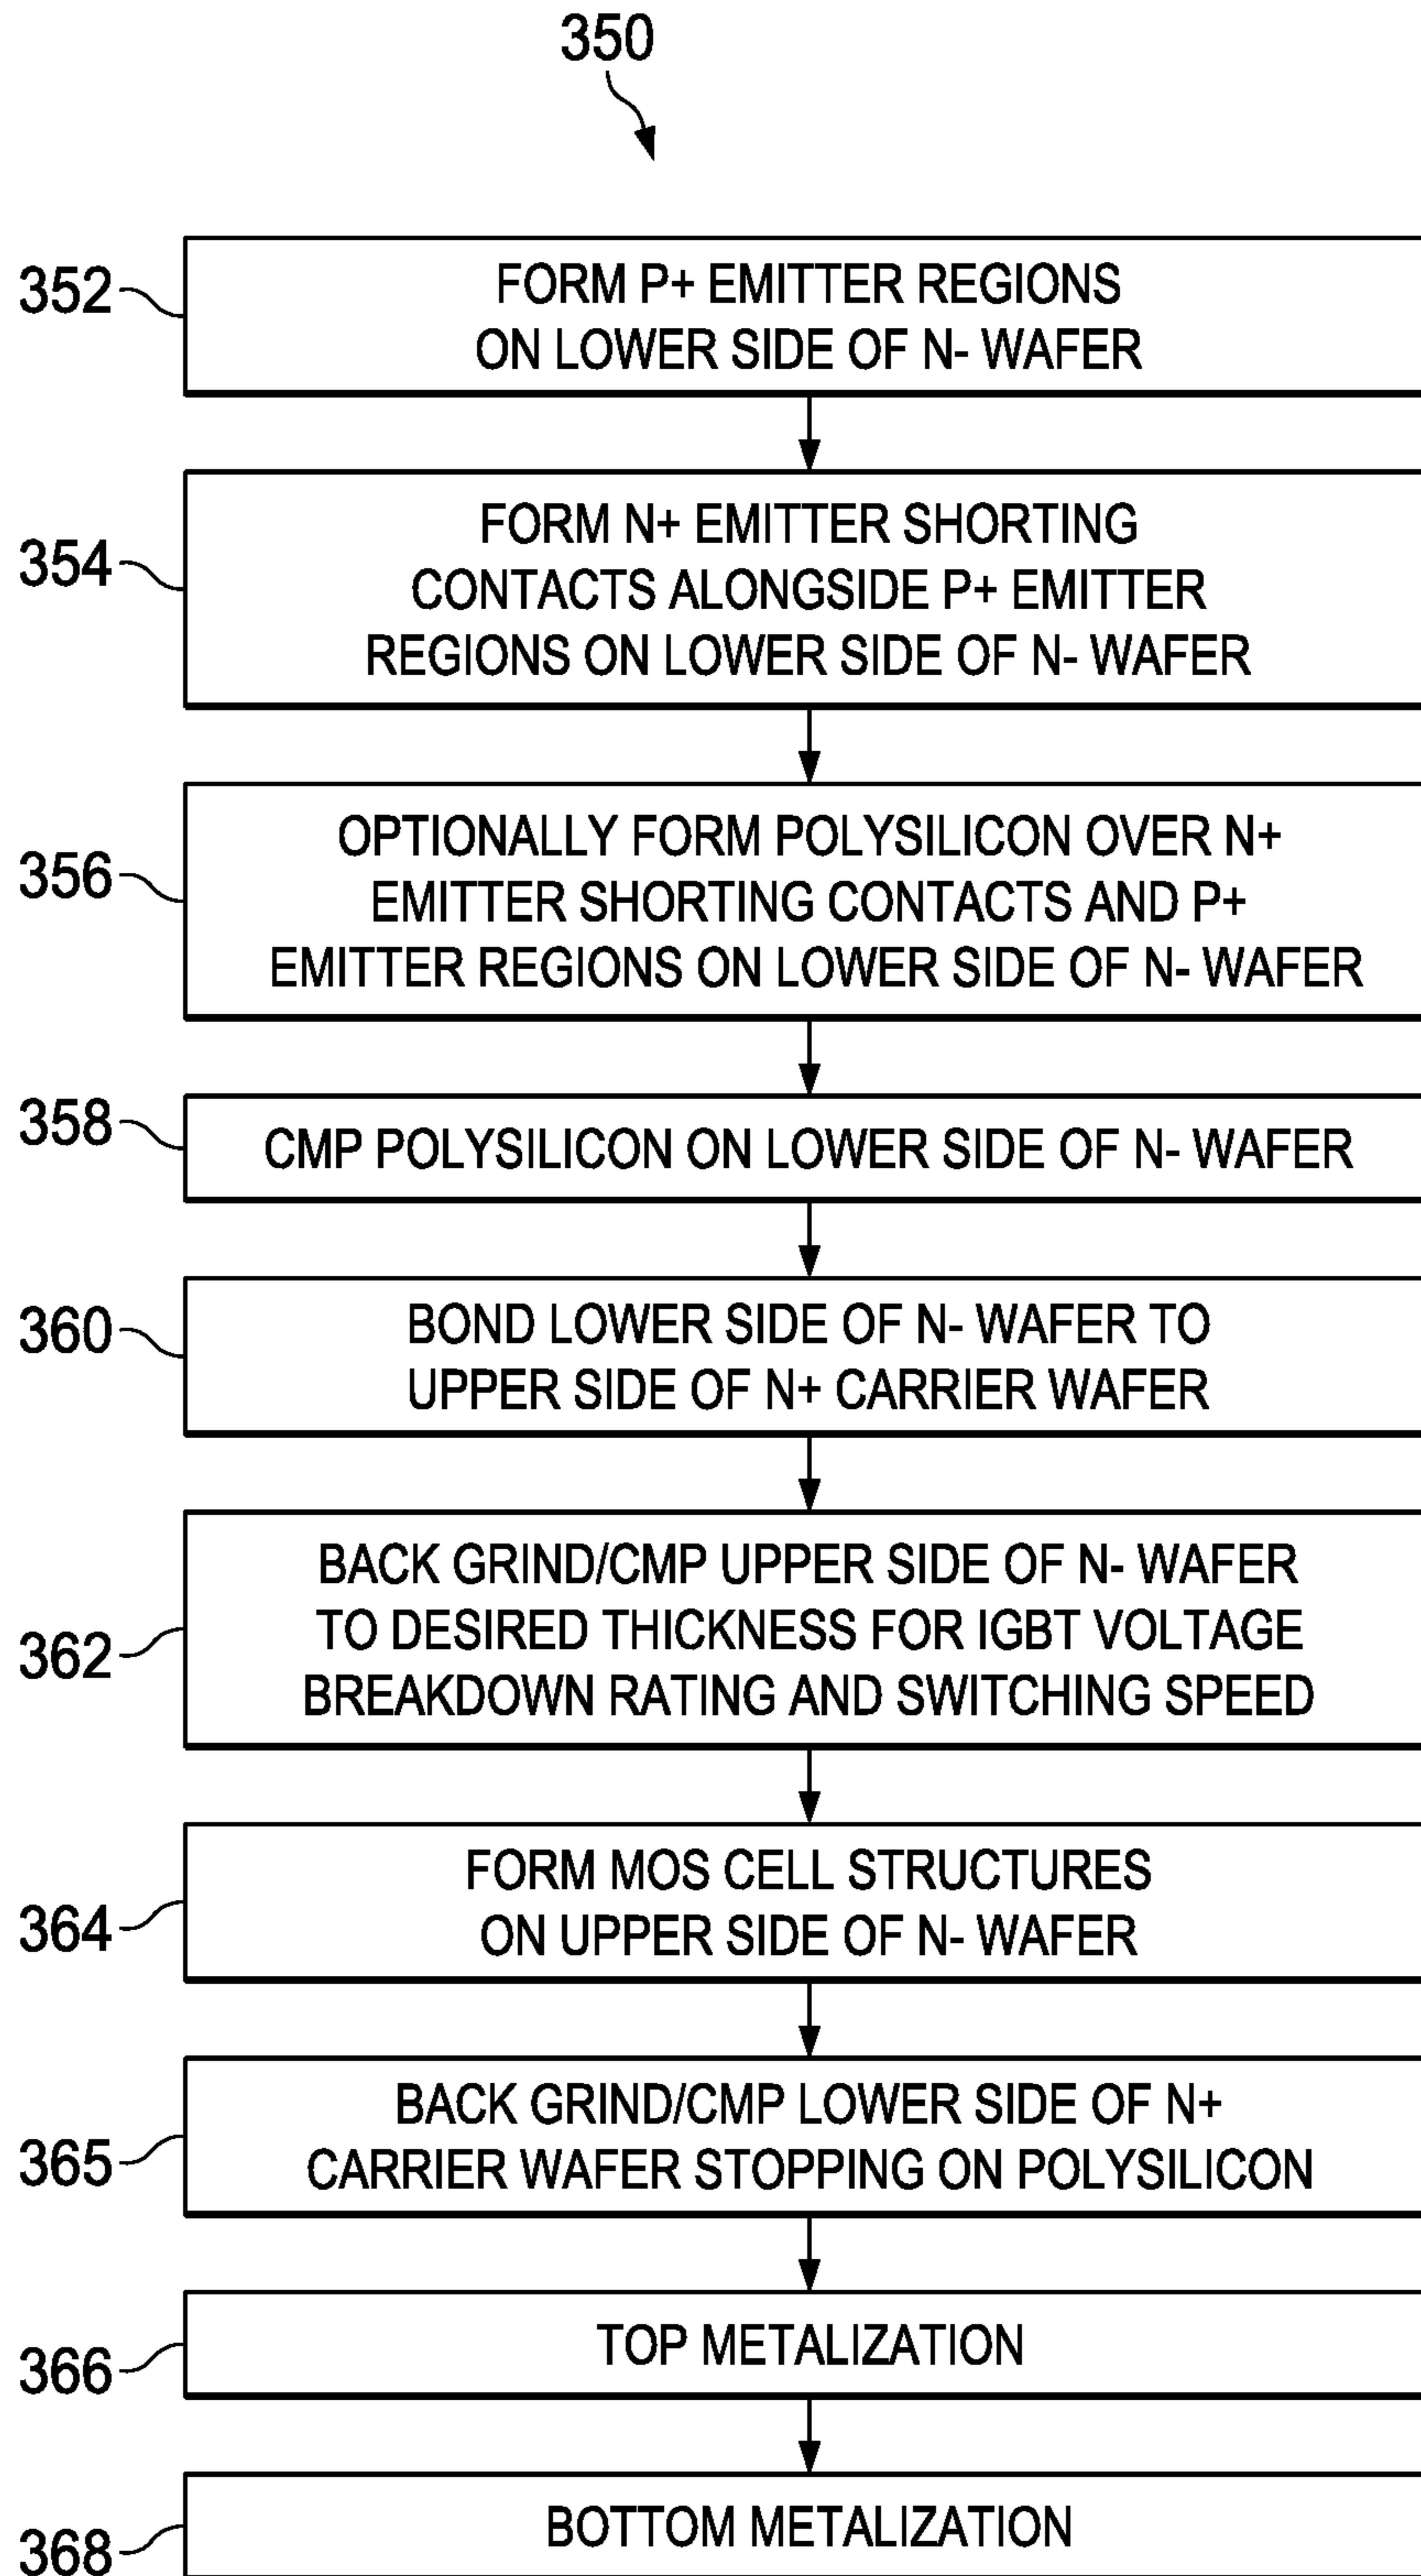 350
352
FORM P+ EMITTER REGIONS
ON LOWER SIDE OF N- WAFER
354
FORM N+ EMITTER SHORTING
CONTACTS ALONGSIDE P+ EMITTER
REGIONS ON LOWER SIDE OF N- WAFER
356
OPTIONALLY FORM POLYSILICON OVER N+
EMITTER SHORTING CONTACTS AND P+
EMITTER REGIONS ON LOWER SIDE OF N- WAFER
358
CMP POLYSILICON ON LOWER SIDE OF N- WAFER
360
BOND LOWER SIDE OF N- WAFER TO
UPPER SIDE OF N+ CARRIER WAFER
362
BACK GRIND/CMP UPPER SIDE OF N- WAFER
TO DESIRED THICKNESS FOR IGBT VOLTAGE
BREAKDOWN RATING AND SWITCHING SPEED
364
FORM MOS CELL STRUCTURES
ON UPPER SIDE OF N- WAFER
365
BACK GRIND/CMP LOWER SIDE OF N+
CARRIER WAFER STOPPING ON POLYSILICON
366
TOP METALIZATION
368
BOTTOM METALIZATION